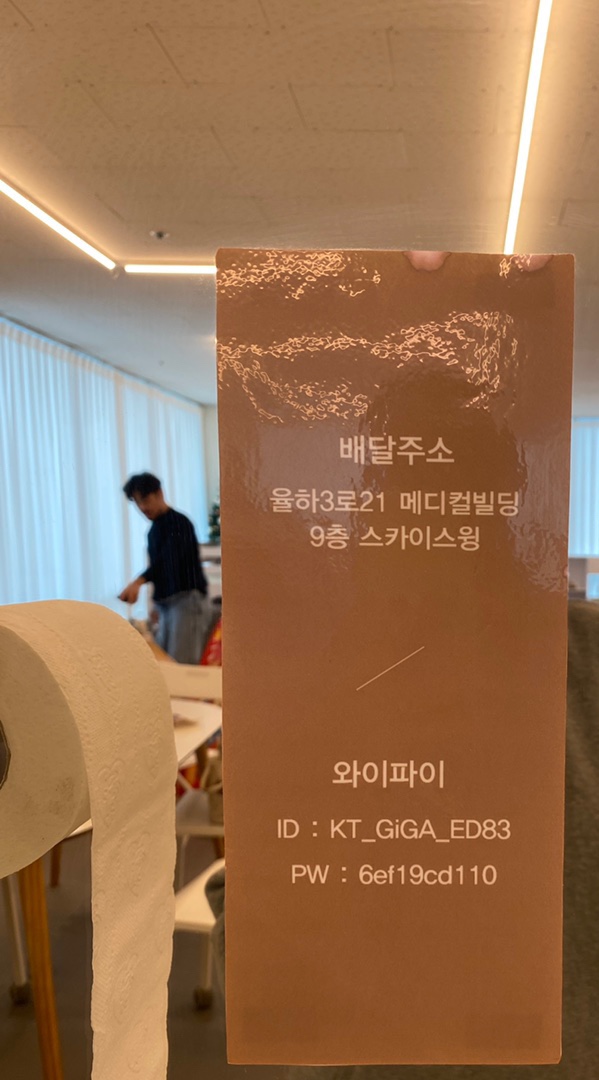 배달주소
율하3로21 메디컬빌딩
9층 스카이스윙
와이파이
ID : KT_GiGA_ED83
PW : 6ef19cd110